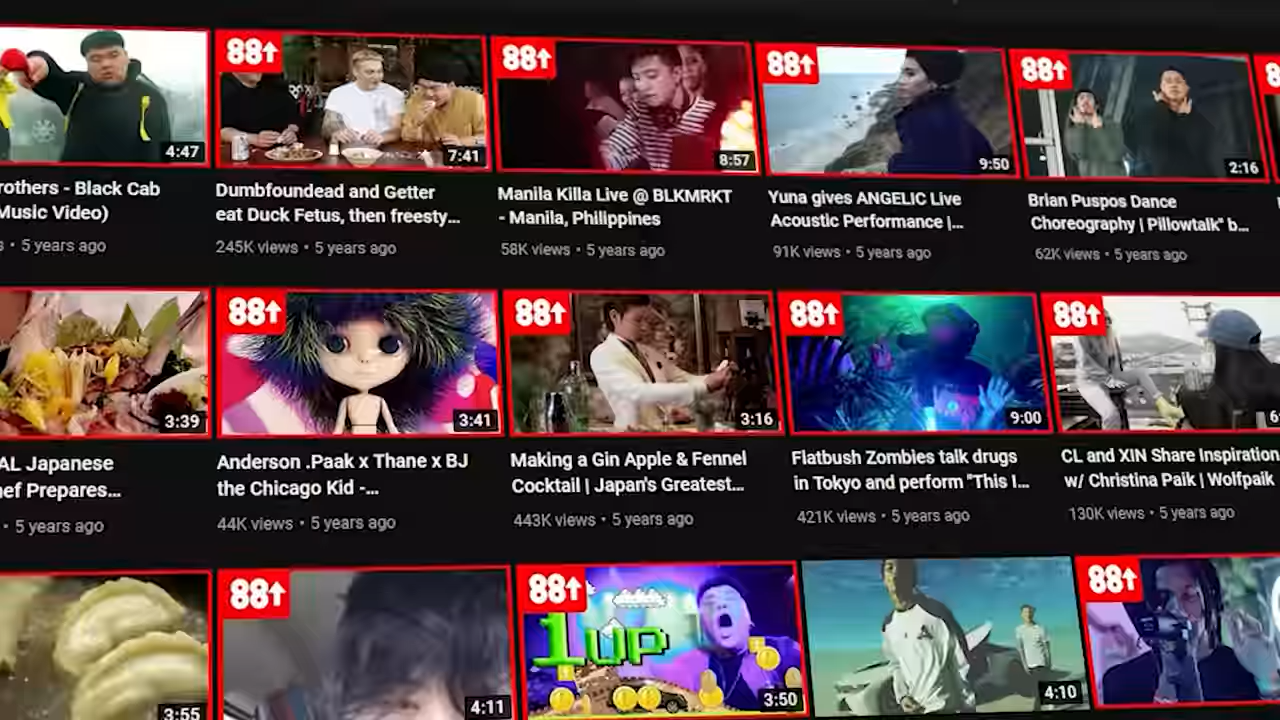 4:47
88↑
7:41
88↑
8:57
88↑
9:50
88↑
2:16
rothers - Black Cab
Music Video)
5 years ago
Dumbfoundead and Getter
eat Duck Fetus, then freesty...
245K views • 5 years ago
Manila Killa Live @ BLKMRKT
- Manila, Philippines
58K views • 5 years ago
Yuna gives ANGELIC Live
Acoustic Performance |...
91K views • 5 years ago
Brian Puspos Dance
Choreography | Pillowtalk" b...
62K views • 5 years ago
3:39
88↑
3:41
88↑
3:16
88↑
9:00
88↑
AL Japanese
hef Prepares...
• 5 years ago
Anderson .Paak x Thane x BJ
the Chicago Kid -...
44K views • 5 years ago
Making a Gin Apple & Fennel
Cocktail | Japan's Greatest...
443K views • 5 years ago
Flatbush Zombies talk drugs
in Tokyo and perform "This I...
421K views • 5 years ago
CL and XIN Share Inspiration
w/ Christina Paik | Wolfpaik
130K views • 5 years ago
3:55
88↑
4:11
88↑
1UP
3:50
4:10
88↑